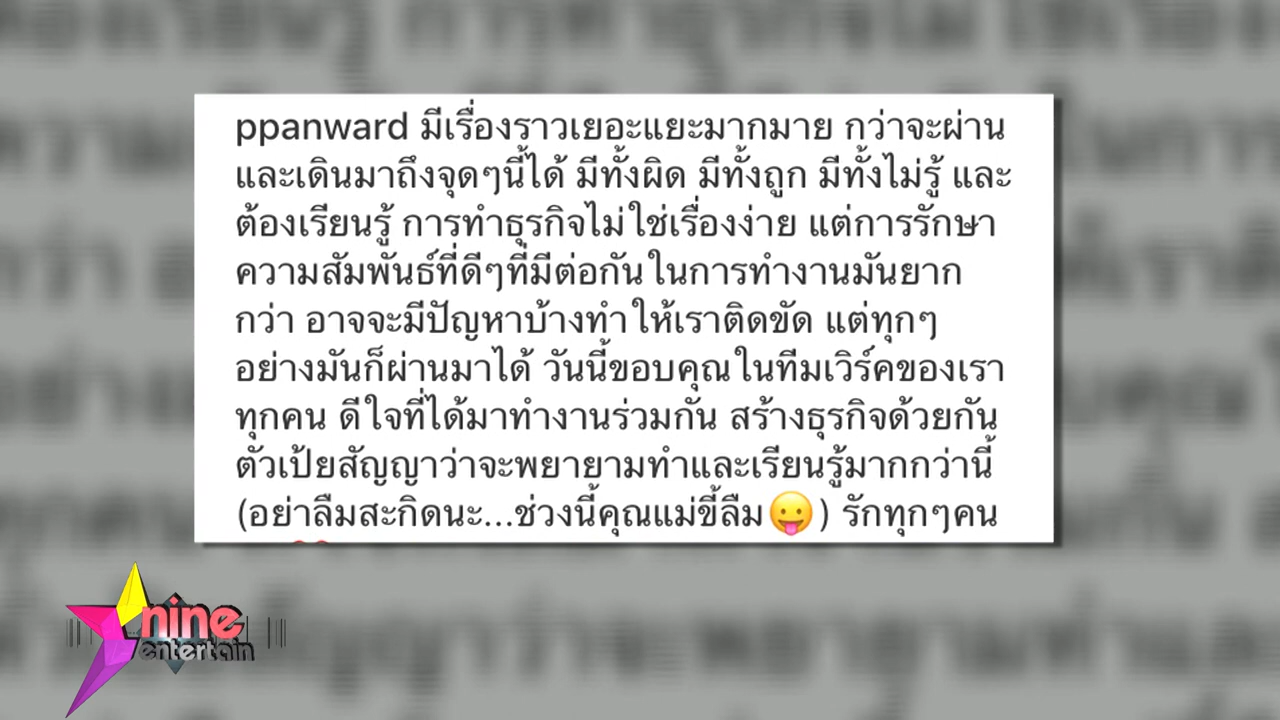 ppanward มีเรื่องราวเยอะแยะมากมาย กว่าจะผ่าน
และเดินมาถึงจุดๆนี้ได้ มีทั้งผิด มีทั้งถูก มีทั้งไม่รู้ และ
ต้องเรียนรู้ การทำธุรกิจไม่ใช่เรื่องง่าย แต่การรักษา
ความสัมพันธ์ที่ดีๆที่มีต่อกันในการทำงานมันยาก
กว่า อาจจะมีปัญหาบ้างทำให้เราติดขัด แต่ทุกๆ
อย่างมันก็ผ่านมาได้ วันนี้ขอบคุณในทีมเวิร์คของเรา
ทุกคน ดีใจที่ได้มาทำงานร่วมกัน สร้างธุรกิจด้วยกัน
ตัวเป้ยสัญญาว่าจะพยายามทำและเรียนรู้มากกว่านี้
(อย่าลืมสะกิดนะ...ช่วงนี้คุณแม่ขี้ลืม😛) รักทุกๆคน
nine
entertain